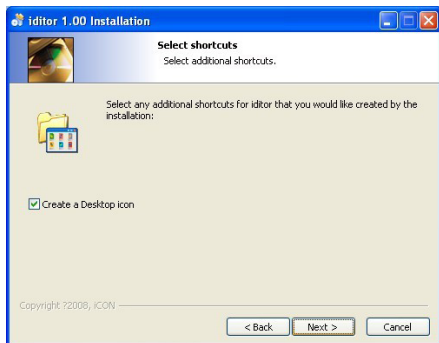 iditor 1.00 Installation
Select shortcuts
Select additional shortcuts.
Select any additional shortcuts for iditor that you would like created by the
installation:
Create a Desktop icon
Copyright ?2008, iCON
< Back
Next >
Cancel